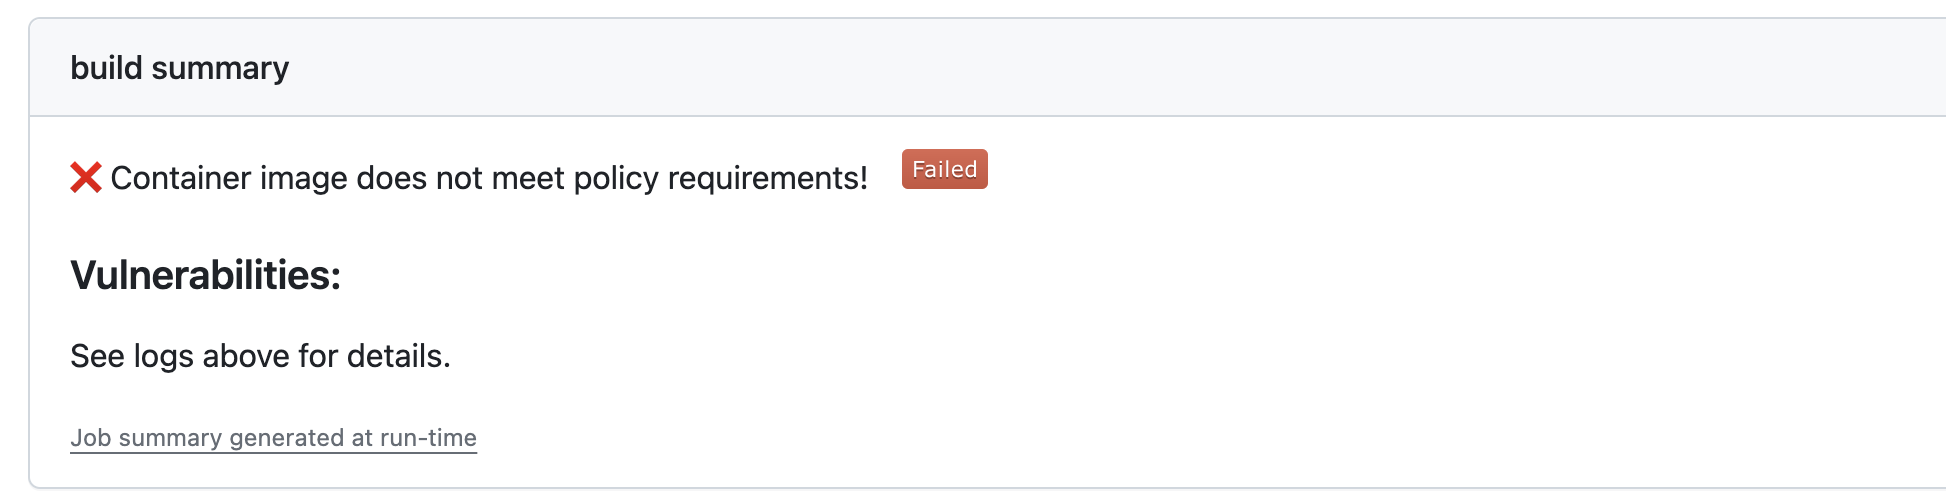 build summary
❌ Container image does not meet policy requirements! Failed
Vulnerabilities:
See logs above for details.
Job summary generated at run-time